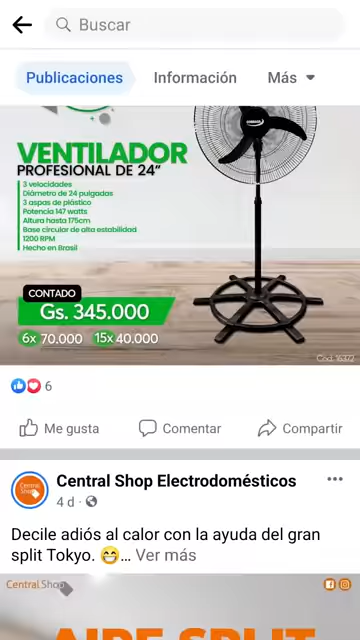 Buscar
Publicaciones Información Más
VENTILADOR
PROFESIONAL DE 24"
3 velocidades
Diámetro de 24 pulgadas
3 aspas de plástico
Potencia 147 watts
Altura hasta 175cm
Base circular de alta estabilidad
1200 RPM
Hecho en Brasil
CONTADO
Gs. 345.000
6x 70.000 15x 40.000
6
Me gusta Comentar Compartir
Central Shop Electrodomésticos
4 d ·
Decile adiós al calor con la ayuda del gran
split Tokyo. 😁... Ver más
Central Shop
AIRE SPLIT